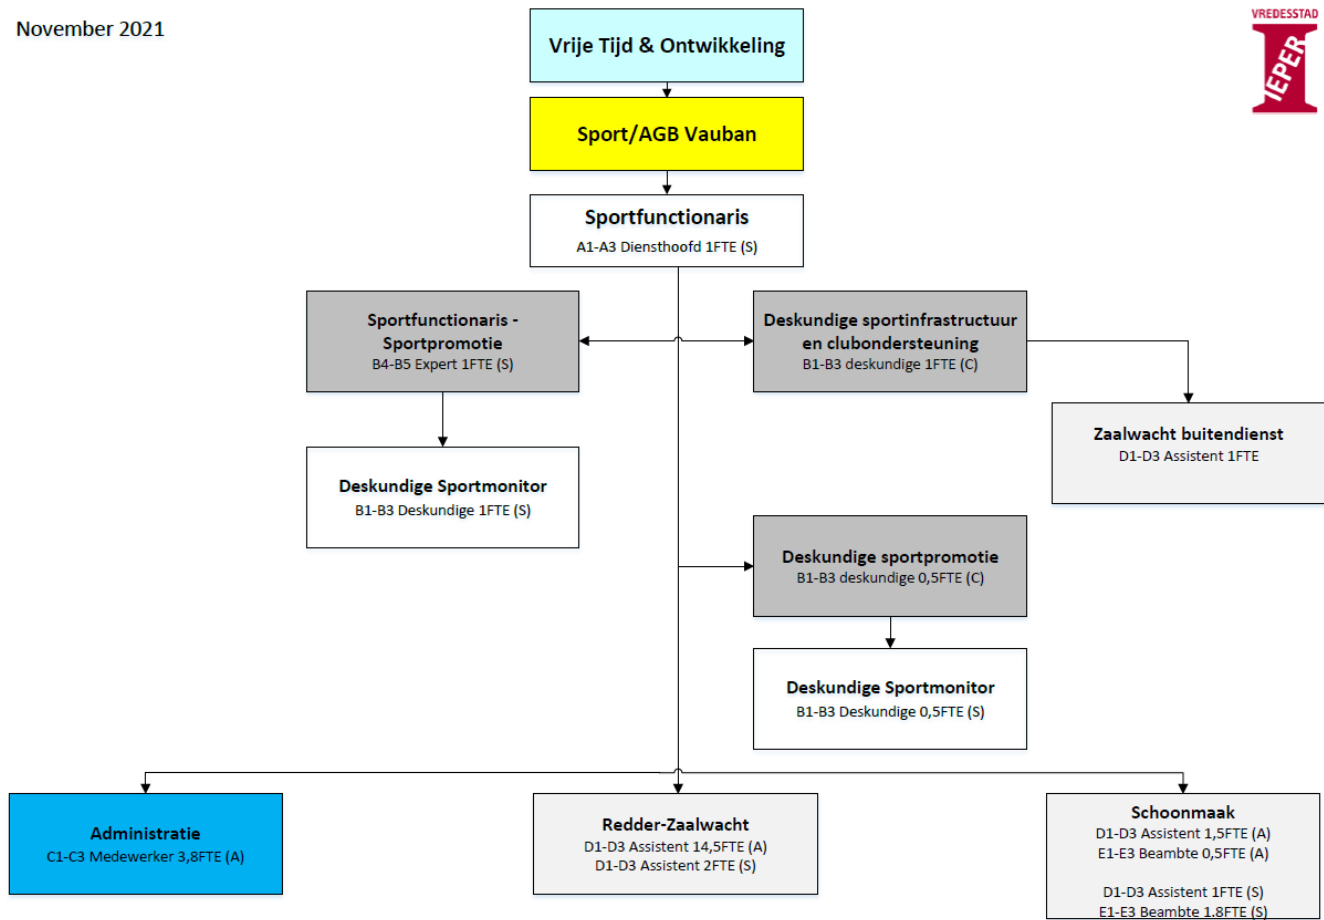 November 2021
VREDESSTAD
IEPER
Vrije Tijd & Ontwikkeling
Sport/AGB Vauban
Sportfunctionaris
A1-A3 Diensthoofd 1FTE (S)
Sportfunctionaris -
Sportpromotie
B4-B5 Expert 1FTE (S)
Deskundige sportinfrastructuur
en clubondersteuning
B1-B3 deskundige 1FTE (C)
Zaalwacht buitendienst
D1-D3 Assistent 1FTE
Deskundige Sportmonitor
B1-B3 Deskundige 1FTE (S)
Deskundige sportpromotie
B1-B3 deskundige 0,5FTE (C)
Deskundige Sportmonitor
B1-B3 Deskundige 0,5FTE (S)
Administratie
C1-C3 Medewerker 3,8FTE (A)
Redder-Zaalwacht
D1-D3 Assistent 14,5FTE (A)
D1-D3 Assistent 2FTE (S)
Schoonmaak
D1-D3 Assistent 1,5FTE (A)
E1-E3 Beambte 0,5FTE (A)
D1-D3 Assistent 1FTE (S)
E1-E3 Beambte 1.8FTE (S)